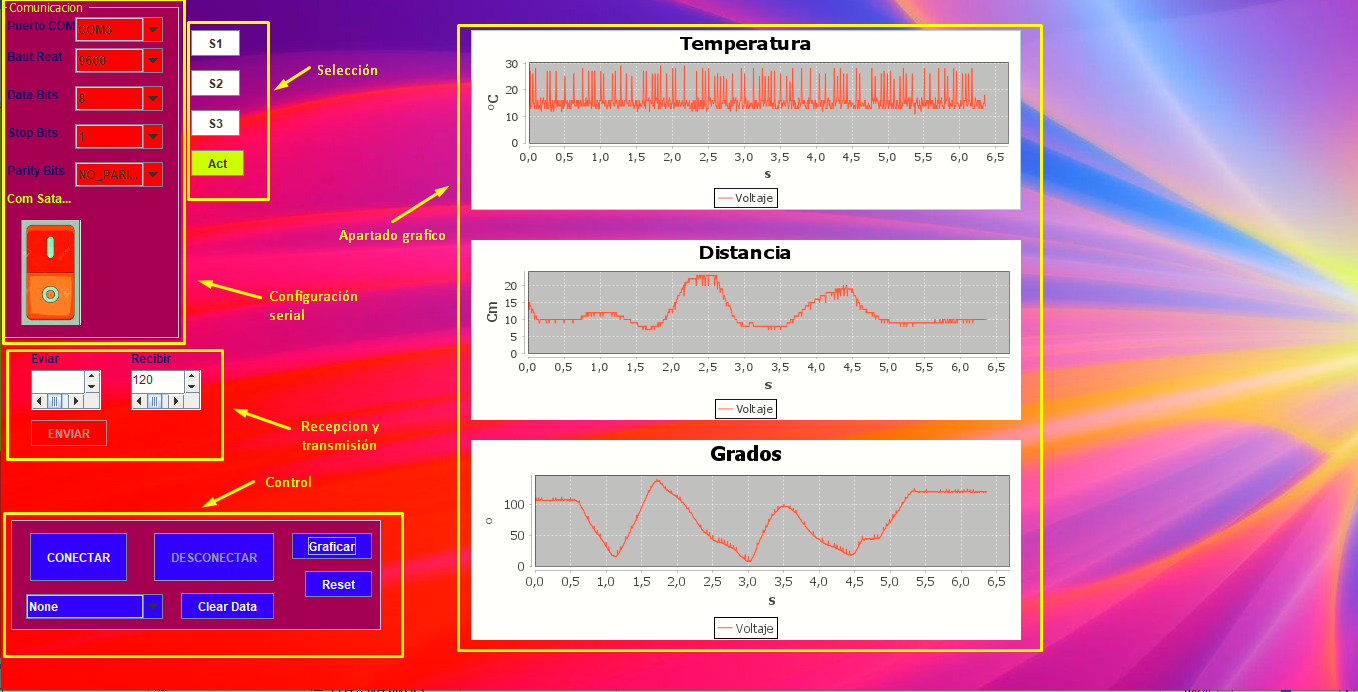 Comunicacion
Puerto COM
COM3
Baut Reat
9600
Data Bits
8
Stop Bits
1
Parity Bits
NO_PARI...
Com Sata...
S1
S2
S3
Act
Selección
Apartado grafico
Configuración
serial
Eviar
Recibir
120
ENVIAR
Recepcion y
transmisión
Control
CONECTAR
DESCONECTAR
Graficar
Reset
None
Clear Data
Temperatura
°C
30
20
10
0
0,0 0,5 1,0 1,5 2,0 2,5 3,0 3,5 4,0 4,5 5,0 5,5 6,0 6,5
s
Voltaje
Distancia
Cm
20
15
10
5
0
0,0 0,5 1,0 1,5 2,0 2,5 3,0 3,5 4,0 4,5 5,0 5,5 6,0 6,5
s
Voltaje
Grados
°
100
50
0
0,0 0,5 1,0 1,5 2,0 2,5 3,0 3,5 4,0 4,5 5,0 5,5 6,0 6,5
s
Voltaje